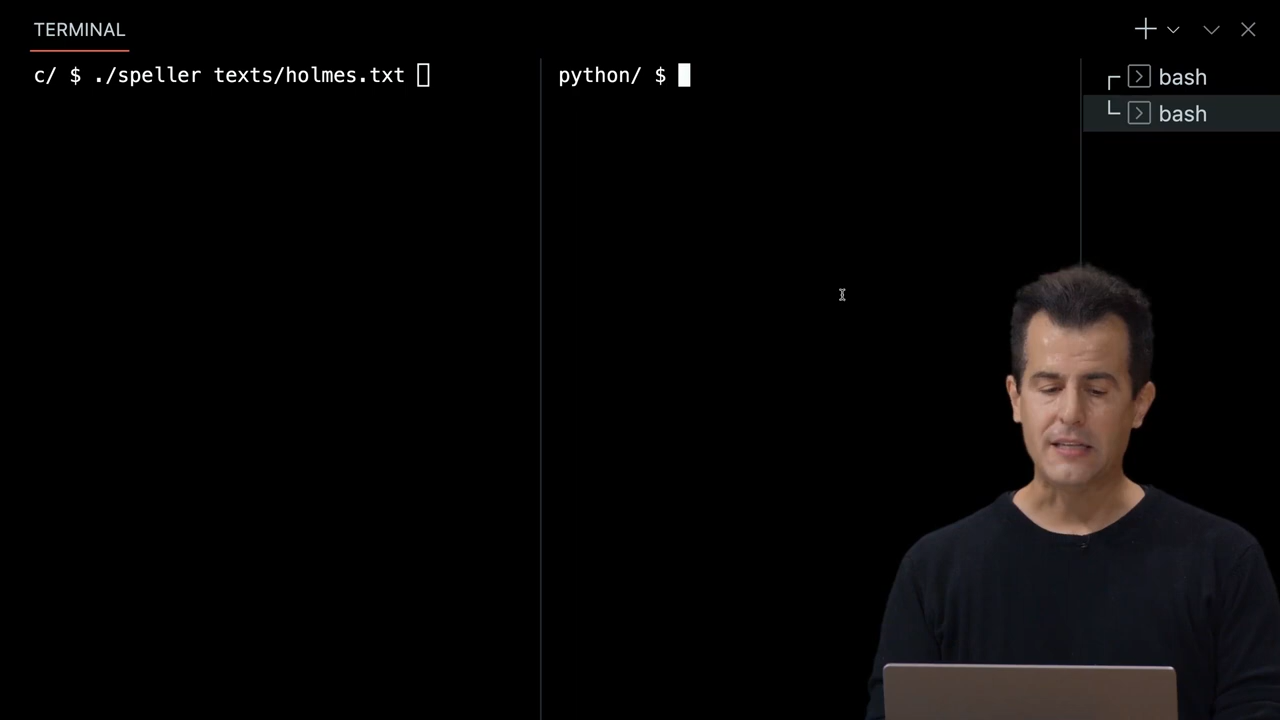 TERMINAL
c/ $ ./speller texts/holmes.txt
python/ $
bash
bash